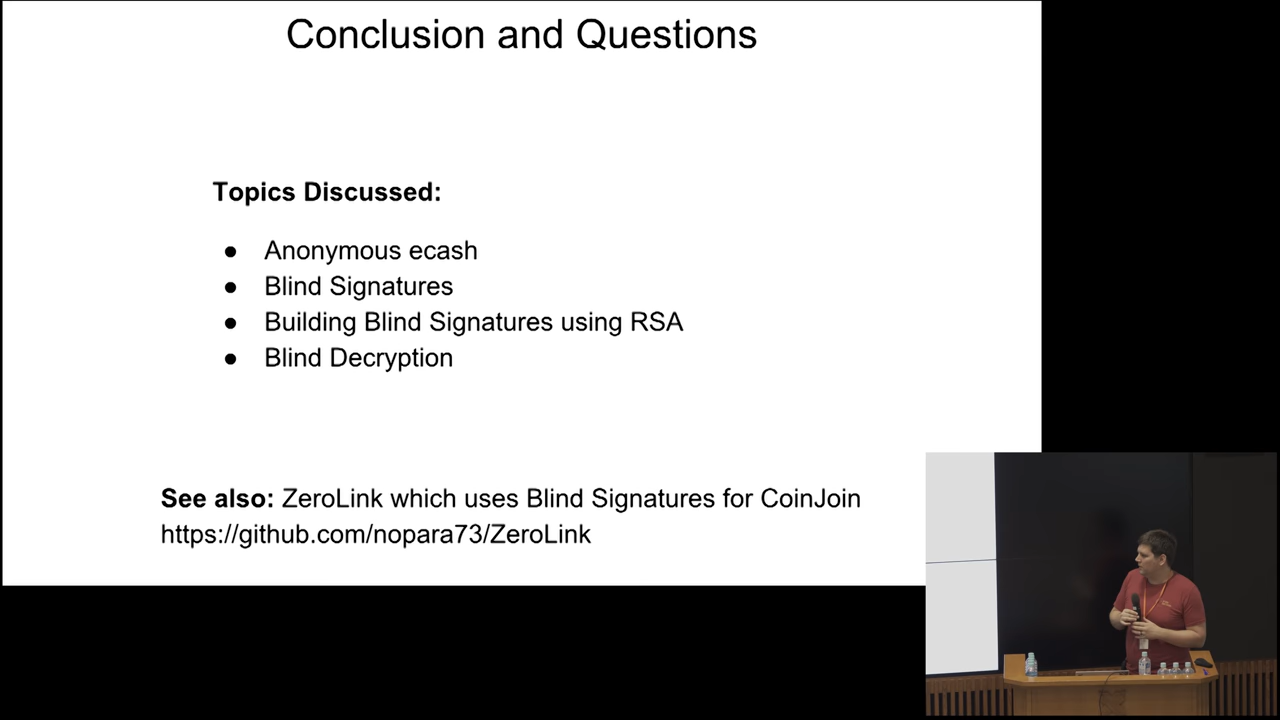 Conclusion and Questions
Topics Discussed:
● Anonymous ecash
● Blind Signatures
● Building Blind Signatures using RSA
● Blind Decryption
See also: ZeroLink which uses Blind Signatures for CoinJoin
https://github.com/nopara73/ZeroLink